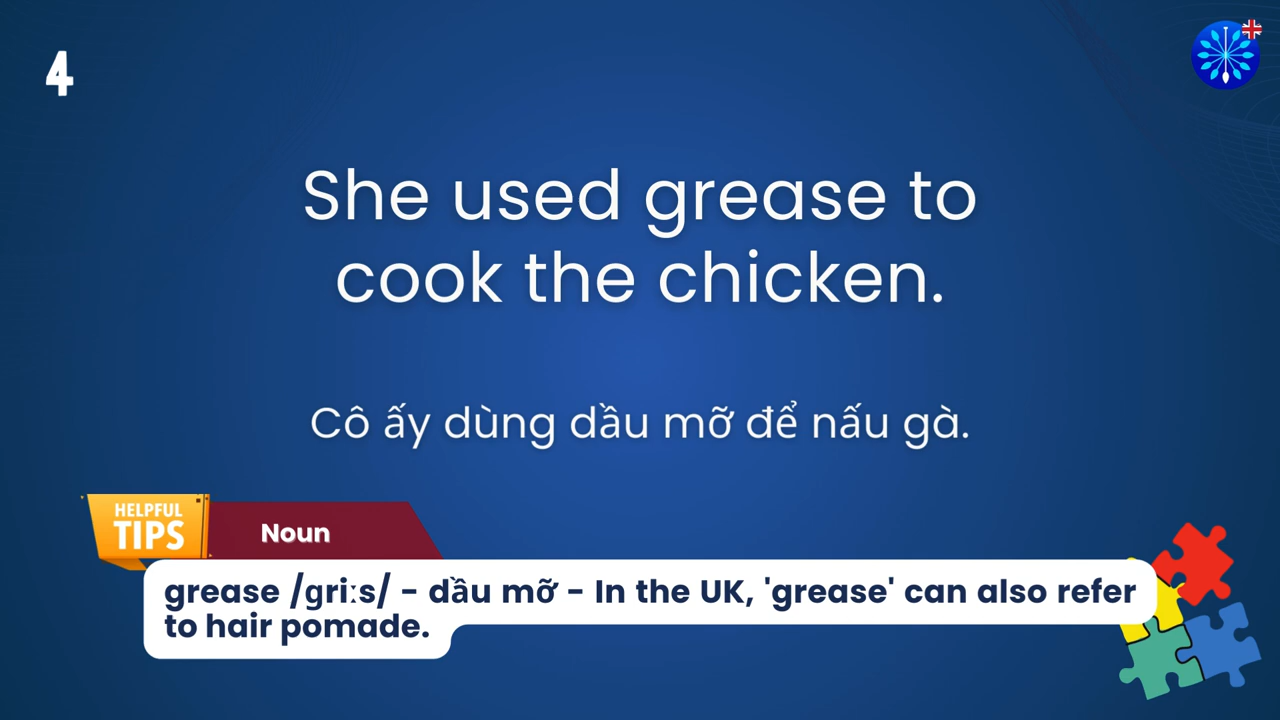 4
She used grease to
cook the chicken.
Cô ấy dùng dầu mỡ để nấu gà.
HELPFUL
TIPS
Noun
grease /ɡriːs/ - dầu mỡ - In the UK, 'grease' can also refer
to hair pomade.